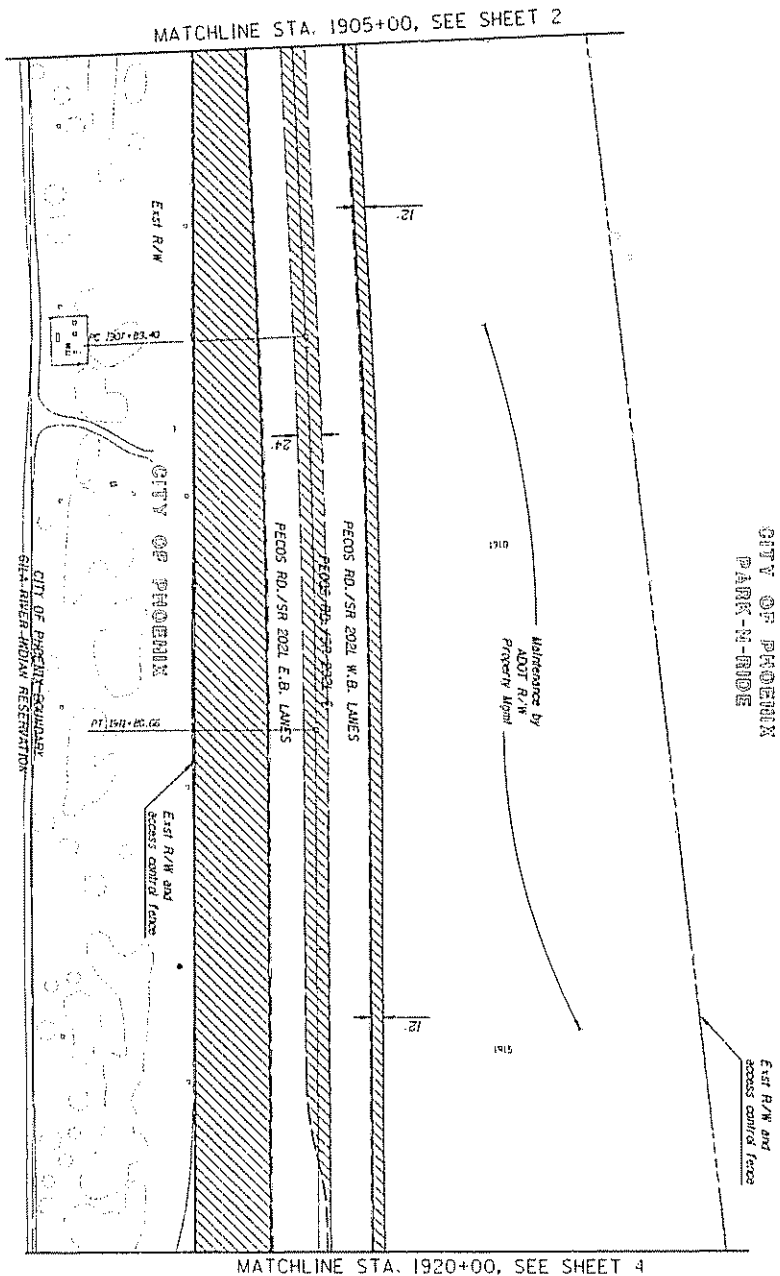 MATCHLINE STA. 1905+00, SEE SHEET 2
CITY OF PHOENIX
PARK-N-RIDE
Exst R/W
12'
PC 1907+83.40
WELL
24'
CITY OF PHOENIX
PECOS RD./SR 202L E.B. LANES
PECOS RD./SR 202L ℄
PECOS RD./SR 202L W.B. LANES
1910
Maintenance by
ADOT R/W
Property Mgmt
CITY OF PHOENIX BOUNDARY
GILA RIVER INDIAN RESERVATION
PT 1911+80.66
Exst R/W and
access control fence
12'
1915
Exst R/W and
access control fence
MATCHLINE STA. 1920+00, SEE SHEET 4